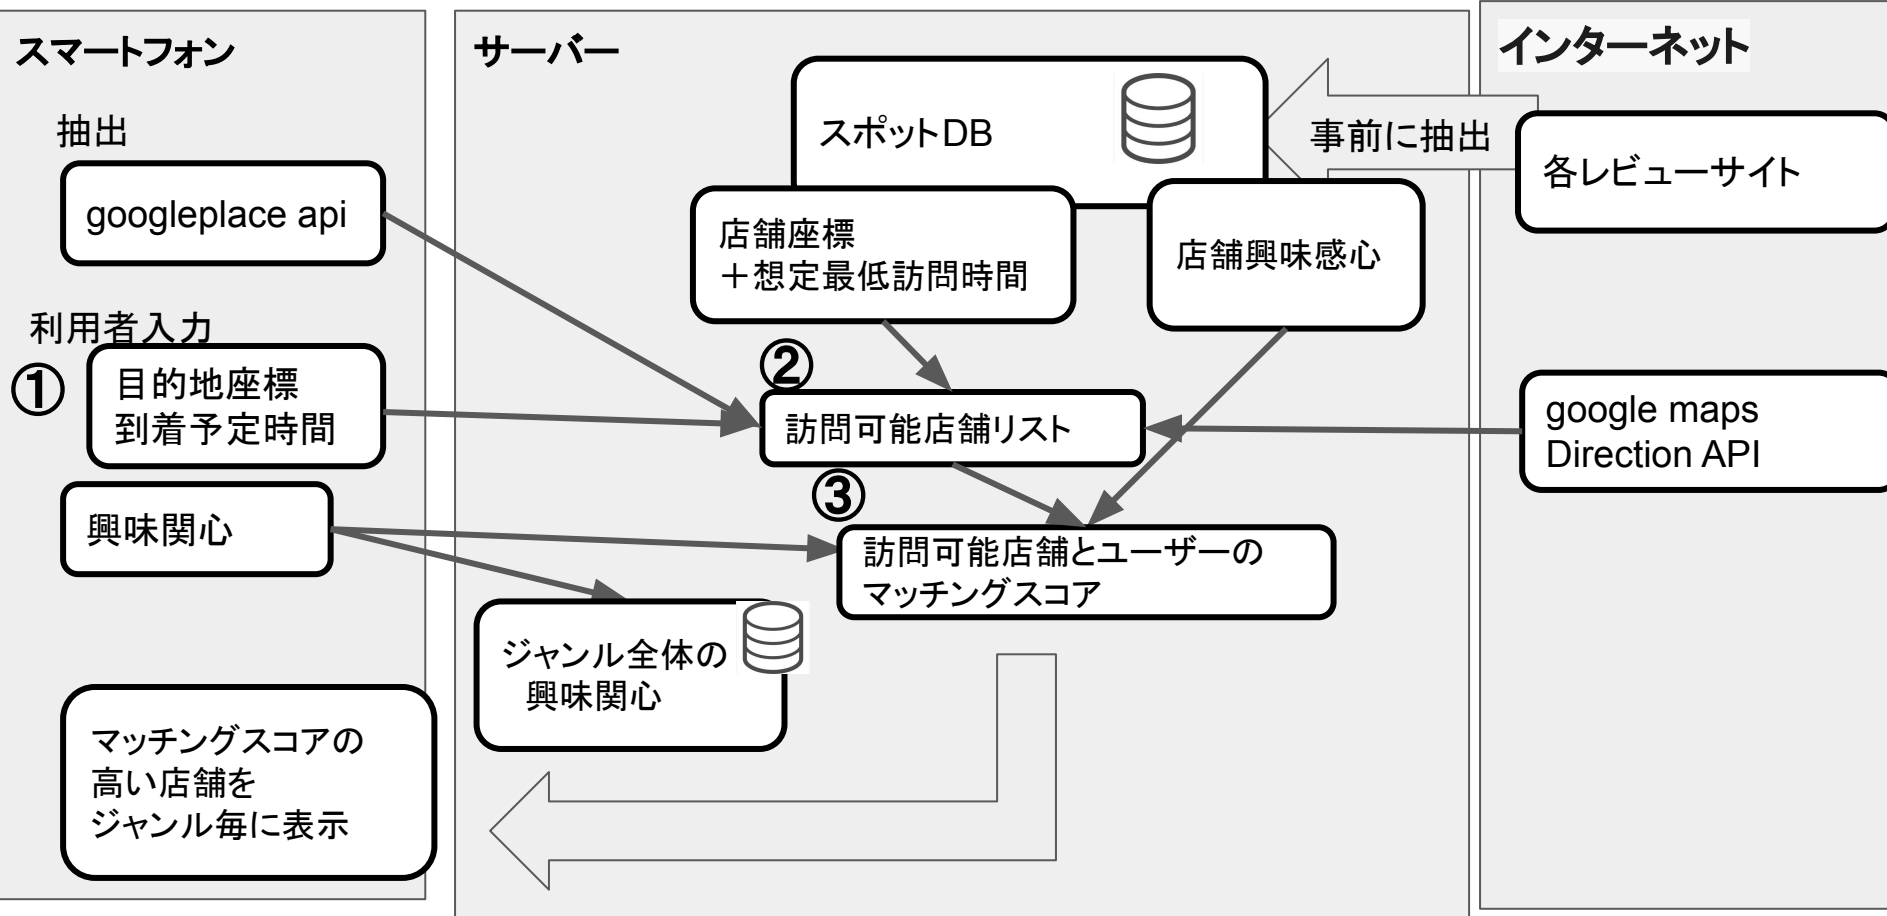 スマートフォン
抽出
googleplace api
利用者入力
①
目的地座標
到着予定時間
興味関心
マッチングスコアの
高い店舗を
ジャンル毎に表示
サーバー
スポットDB
店舗座標
＋想定最低訪問時間
店舗興味感心
②
訪問可能店舗リスト
③
訪問可能店舗とユーザーの
マッチングスコア
ジャンル全体の
興味関心
インターネット
事前に抽出
各レビューサイト
google maps
Direction API